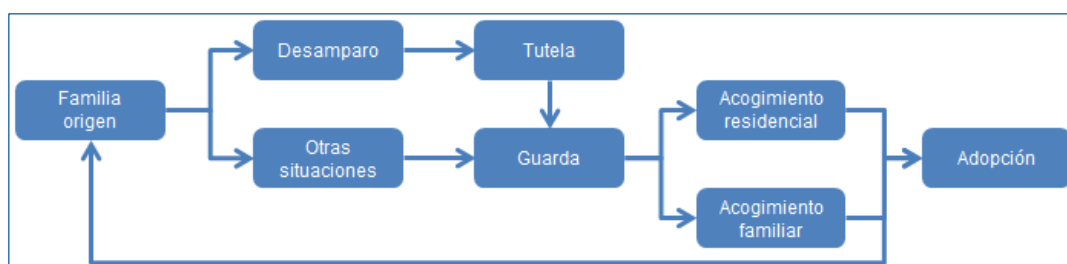 Familia
origen
Desamparo
Tutela
Otras
situaciones
Guarda
Acogimiento
residencial
Acogimiento
familiar
Adopción